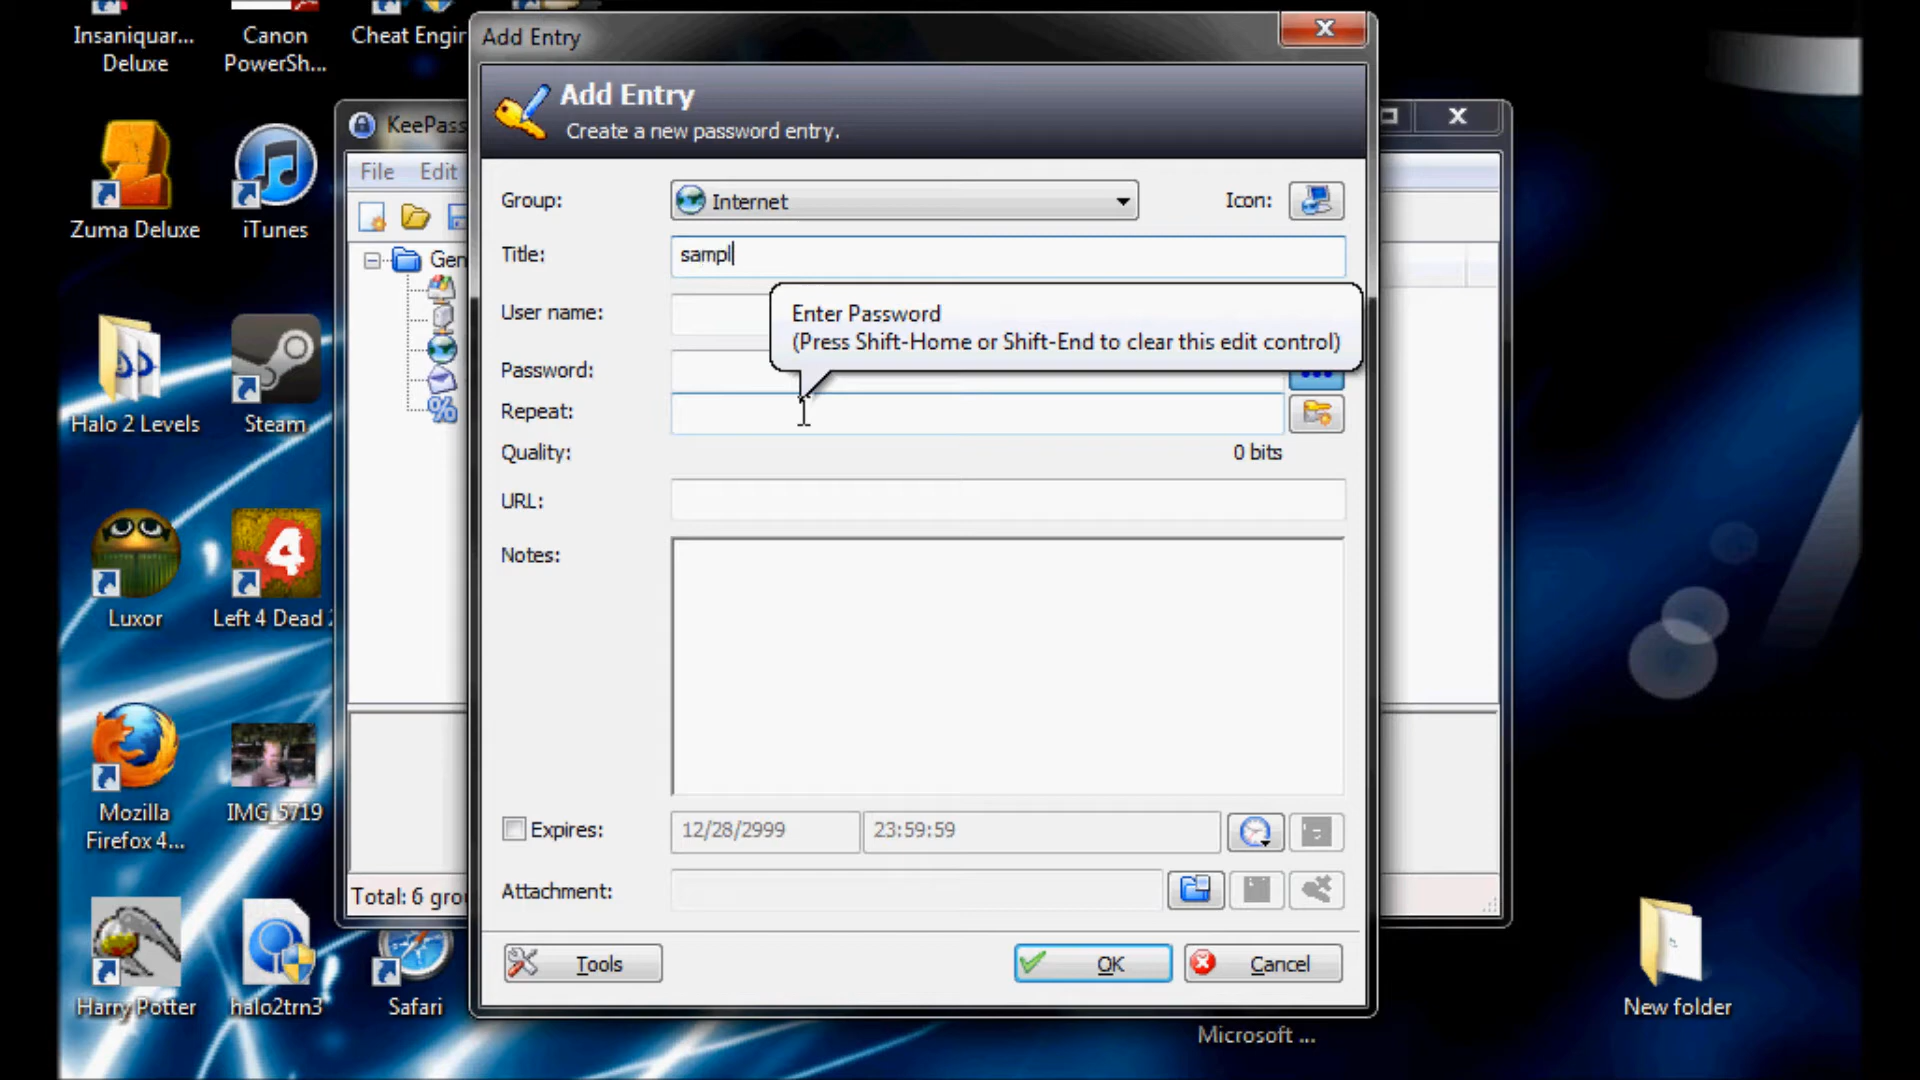 Insaniquar...
Deluxe
Canon
PowerSh...
Cheat Engin
Zuma Deluxe
iTunes
Halo 2 Levels
Steam
Luxor
Left 4 Dead
Mozilla
Firefox 4...
IMG_5719
Harry Potter
halo2trn3
Safari
KeePass
File Edit
Gen
Total: 6 gro
Add Entry
Add Entry
Create a new password entry.
Group: Internet Icon:
Title: sampl
User name:
Enter Password
(Press Shift-Home or Shift-End to clear this edit control)
Password:
Repeat:
Quality: 0 bits
URL:
Notes:
Expires: 12/28/2999 23:59:59
Attachment:
Tools OK Cancel
Microsoft ...
New folder